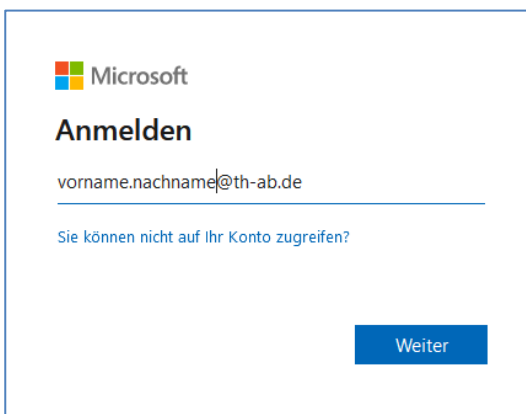 Microsoft
Anmelden
vorname.nachname@th-ab.de
Sie können nicht auf Ihr Konto zugreifen?
Weiter